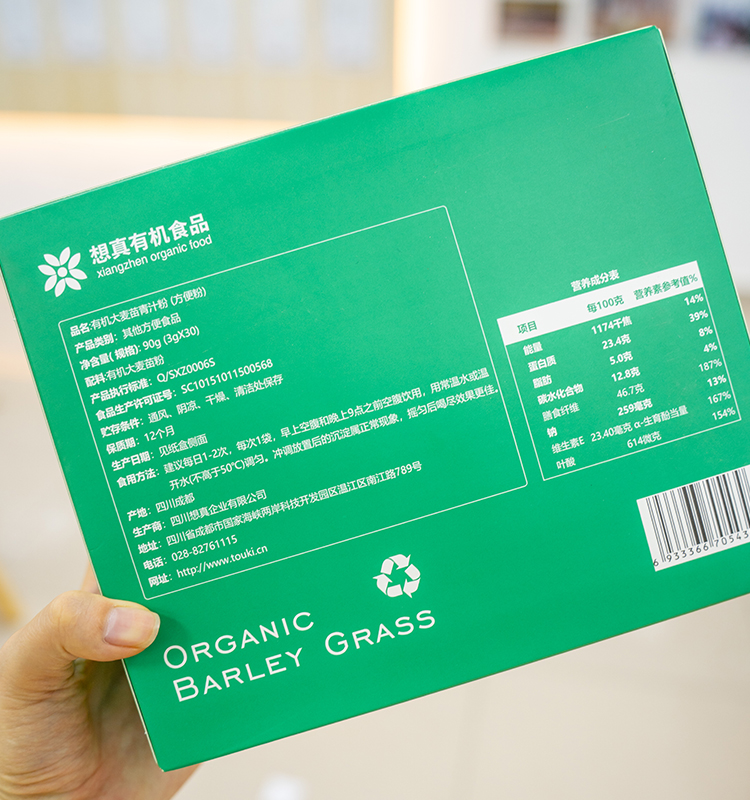 想真有机食品
xiangzhen organic food
品名:有机大麦苗青汁粉 (方便粉)
产品类别: 其他方便食品
净含量( 规格): 90g (3gX30)
配料:有机大麦苗粉
产品执行标准: Q/SXZ0006S
食品生产许可证号: SC10151011500568
贮存条件: 通风、阴凉、干燥、清洁处保存
保质期: 12个月
生产日期: 见纸盒侧面
食用方法: 建议每日1-2次，每次1袋，早上空腹和晚上9点之前空腹饮用，用常温水或温
开水(不高于50°C)调匀。冲调放置后的沉淀属正常现象，摇匀后喝尽效果更佳。
产地: 四川成都
生产商: 四川想真企业有限公司
地址: 四川省成都市国家海峡两岸科技开发园区温江区南江路789号
电话: 028-82761115
网址: http://www.touki.cn
营养成分表
项目 每100克 营养素参考值%
能量 1174千焦 14%
蛋白质 23.4克 39%
脂肪 5.0克 8%
碳水化合物 12.8克 4%
膳食纤维 46.7克 187%
钠 259毫克 13%
维生素E 23.40毫克 α-生育酚当量 167%
叶酸 614微克 154%
6 933366 70543
ORGANIC
BARLEY GRASS